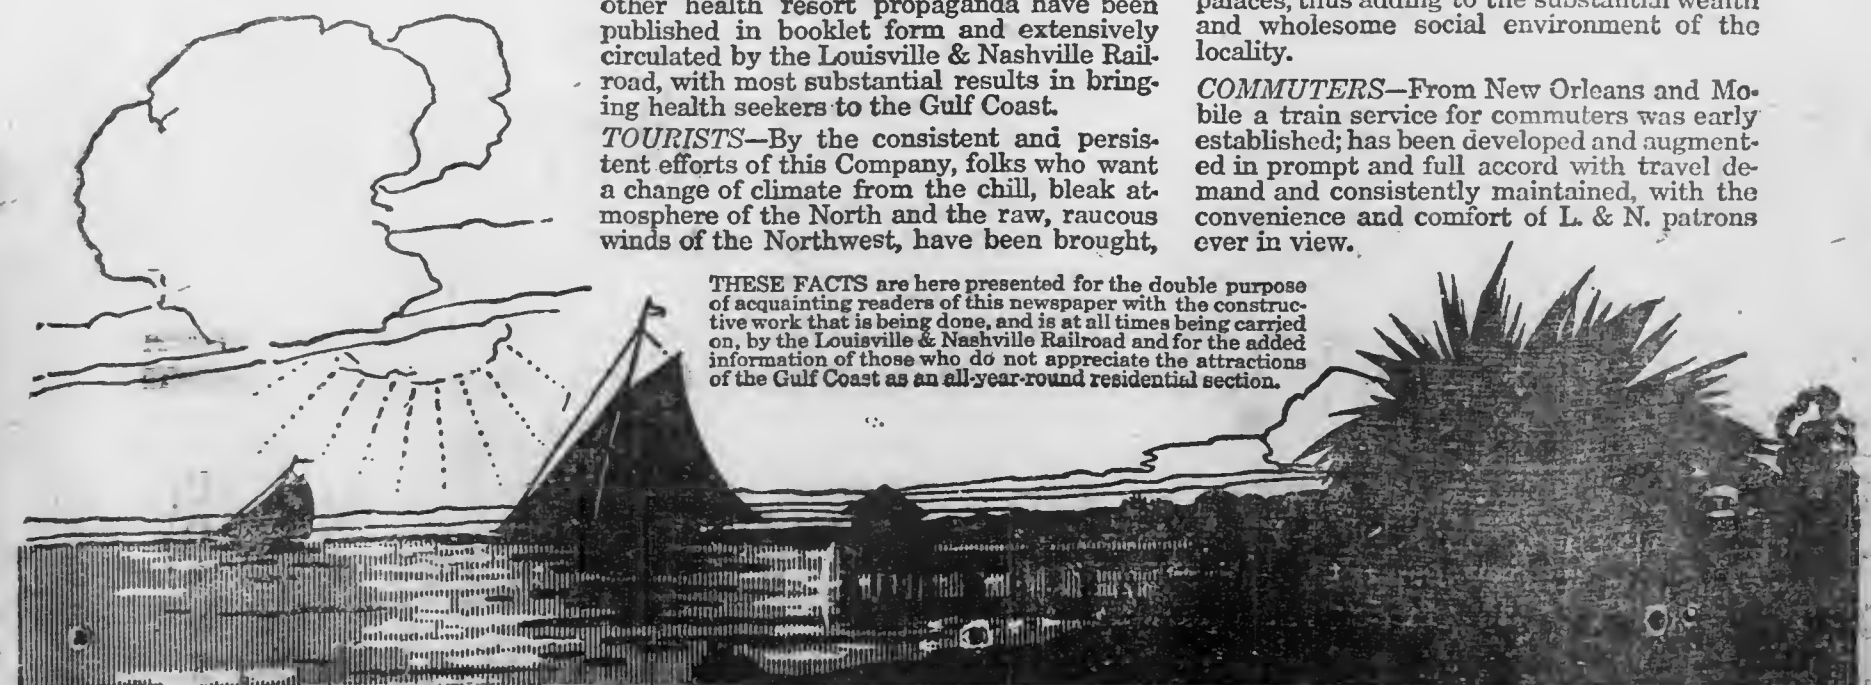 other health resort propaganda have been
published in booklet form and extensively
circulated by the Louisville & Nashville Rail-
road, with most substantial results in bring-
ing health seekers to the Gulf Coast.
TOURISTS—By the consistent and persis-
tent efforts of this Company, folks who want
a change of climate from the chill, bleak at-
mosphere of the North and the raw, raucous
winds of the Northwest, have been brought,
palaces, thus adding to the substantial wealth
and wholesome social environment of the
locality.
COMMUTERS—From New Orleans and Mo-
bile a train service for commuters was early
established; has been developed and augment-
ed in prompt and full accord with travel de-
mand and consistently maintained, with the
convenience and comfort of L. & N. patrons
ever in view.
THESE FACTS are here presented for the double purpose
of acquainting readers of this newspaper with the construc-
tive work that is being done, and is at all times being carried
on, by the Louisville & Nashville Railroad and for the added
information of those who do not appreciate the attractions
of the Gulf Coast as an all-year-round residential section.